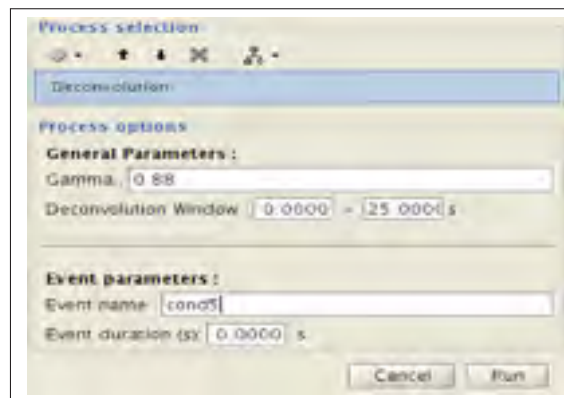 Process selection
Deconvolution
Process options
General Parameters :
Gamma: 0.88
Deconvolution Window 0.0000 - 25.0000 s
Event parameters :
Event name cond5
Event duration (s): 0.0000 s
Cancel Run